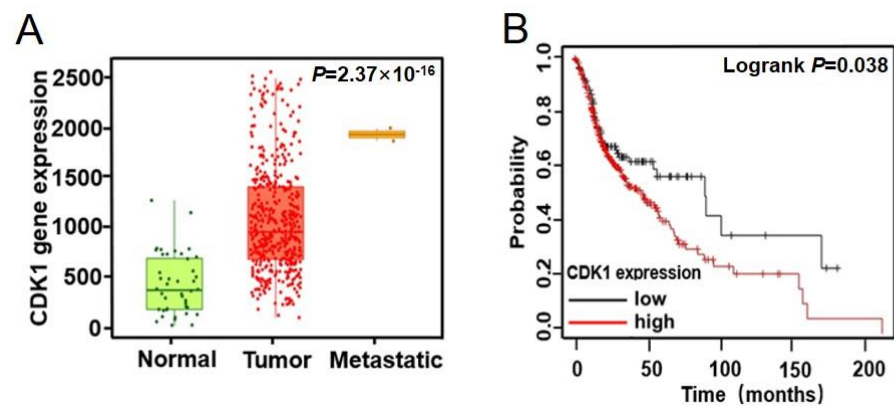 A
CDK1 gene expression
2500
2000
1500
1000
500
0
P=2.37×10-16
Normal Tumor Metastatic
B
Probability
1.0
0.8
0.6
0.4
0.2
0.0
Logrank P=0.038
CDK1 expression
low
high
0 50 100 150 200
Time (months)